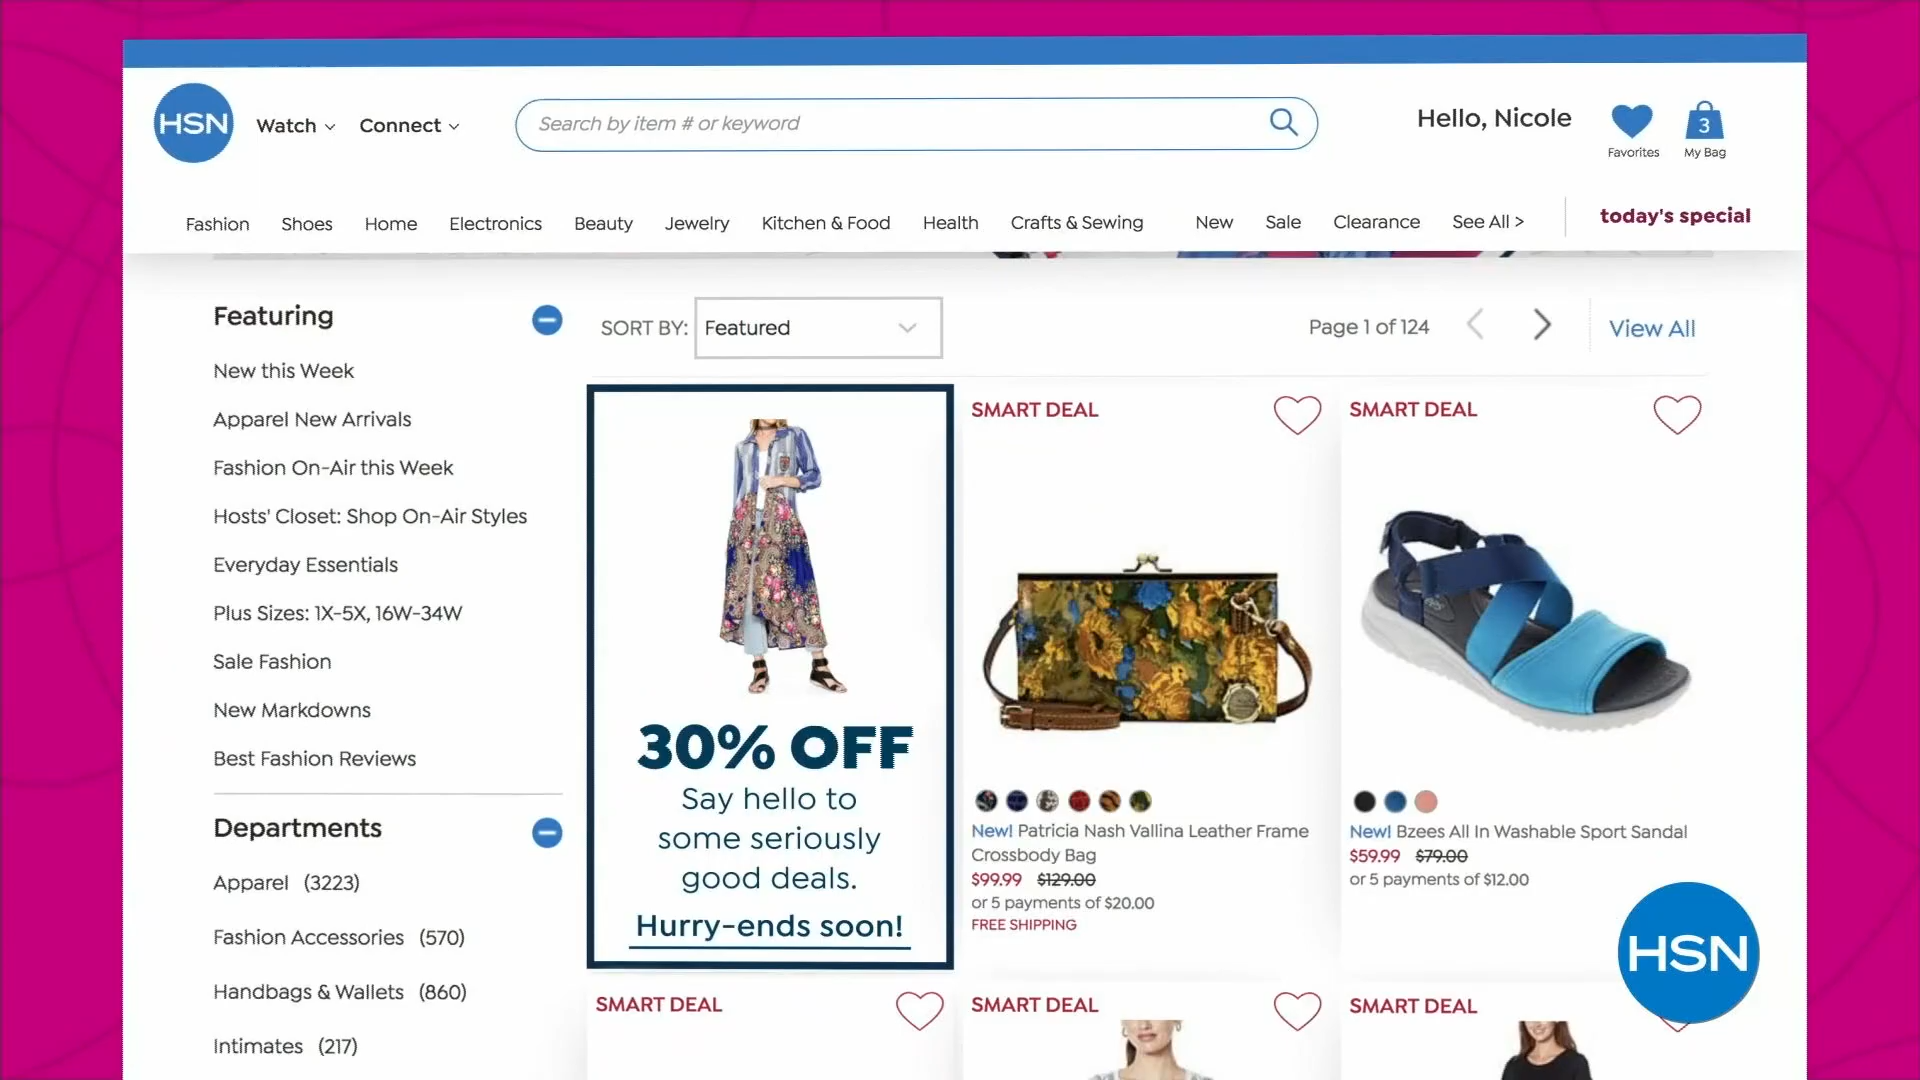 HSN
Watch
Connect
Search by item # or keyword
Hello, Nicole
Favorites
3
My Bag
Fashion
Shoes
Home
Electronics
Beauty
Jewelry
Kitchen & Food
Health
Crafts & Sewing
New
Sale
Clearance
See All >
today's special
Featuring
New this Week
Apparel New Arrivals
Fashion On-Air this Week
Hosts' Closet: Shop On-Air Styles
Everyday Essentials
Plus Sizes: 1X-5X, 16W-34W
Sale Fashion
New Markdowns
Best Fashion Reviews
Departments
Apparel (3223)
Fashion Accessories (570)
Handbags & Wallets (860)
Intimates (217)
SORT BY: Featured
Page 1 of 124
View All
30% OFF
Say hello to
some seriously
good deals.
Hurry-ends soon!
SMART DEAL
New! Patricia Nash Vallina Leather Frame
Crossbody Bag
$99.99 $129.00
or 5 payments of $20.00
FREE SHIPPING
SMART DEAL
New! Bzees All In Washable Sport Sandal
$59.99 $79.00
or 5 payments of $12.00
SMART DEAL
SMART DEAL
SMART DEAL
HSN